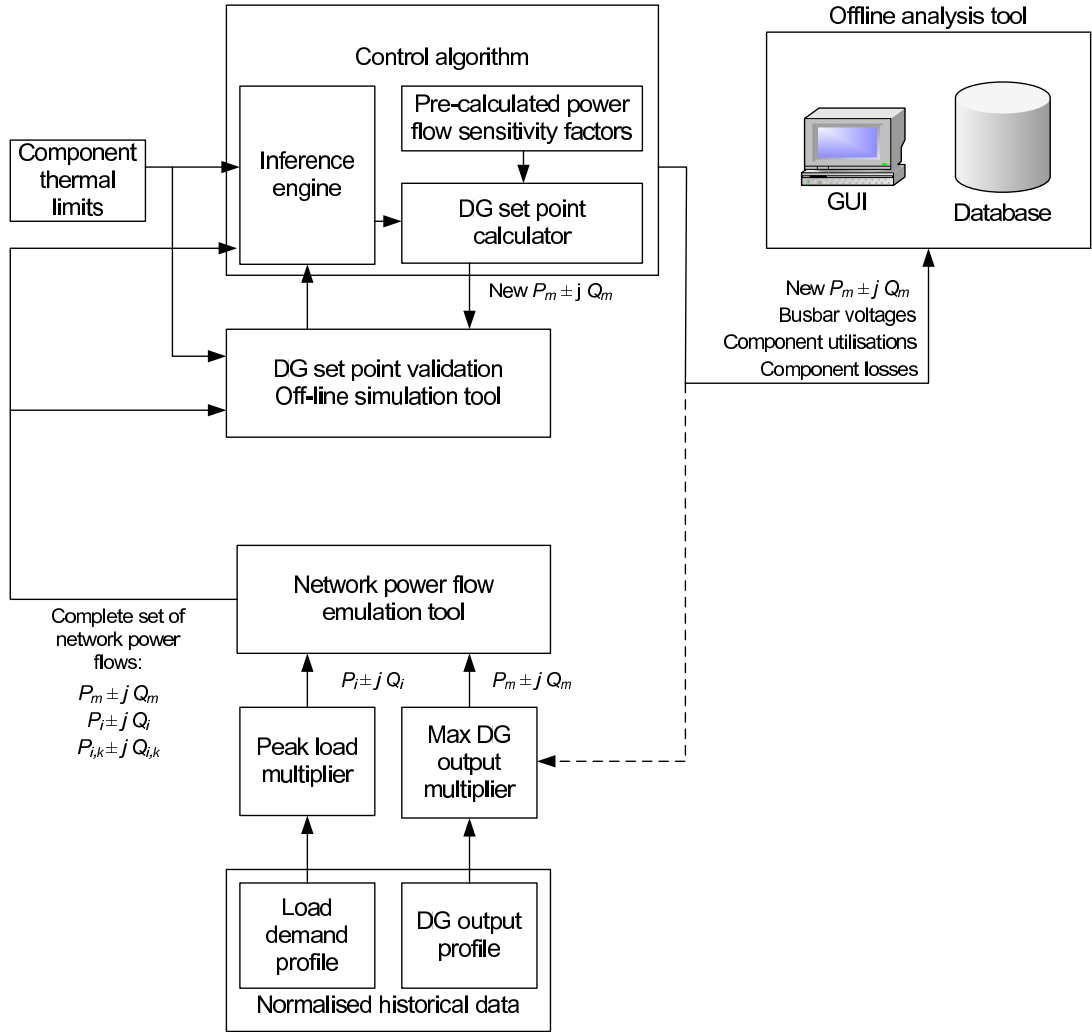 Offline analysis tool
Control algorithm
Pre-calculated power
flow sensitivity factors
Component
thermal
limits
Inference
engine
DG set point
calculator
GUI
Database
New Pm ± j Qm
New Pm ± j Qm
Busbar voltages
Component utilisations
Component losses
DG set point validation
Off-line simulation tool
Network power flow
emulation tool
Complete set of
network power
flows:
Pm ± j Qm
Pi ± j Qi
Pi,k ± j Qi,k
Pi ± j Qi
Pm ± j Qm
Peak load
multiplier
Max DG
output
multiplier
Load
demand
profile
DG output
profile
Normalised historical data